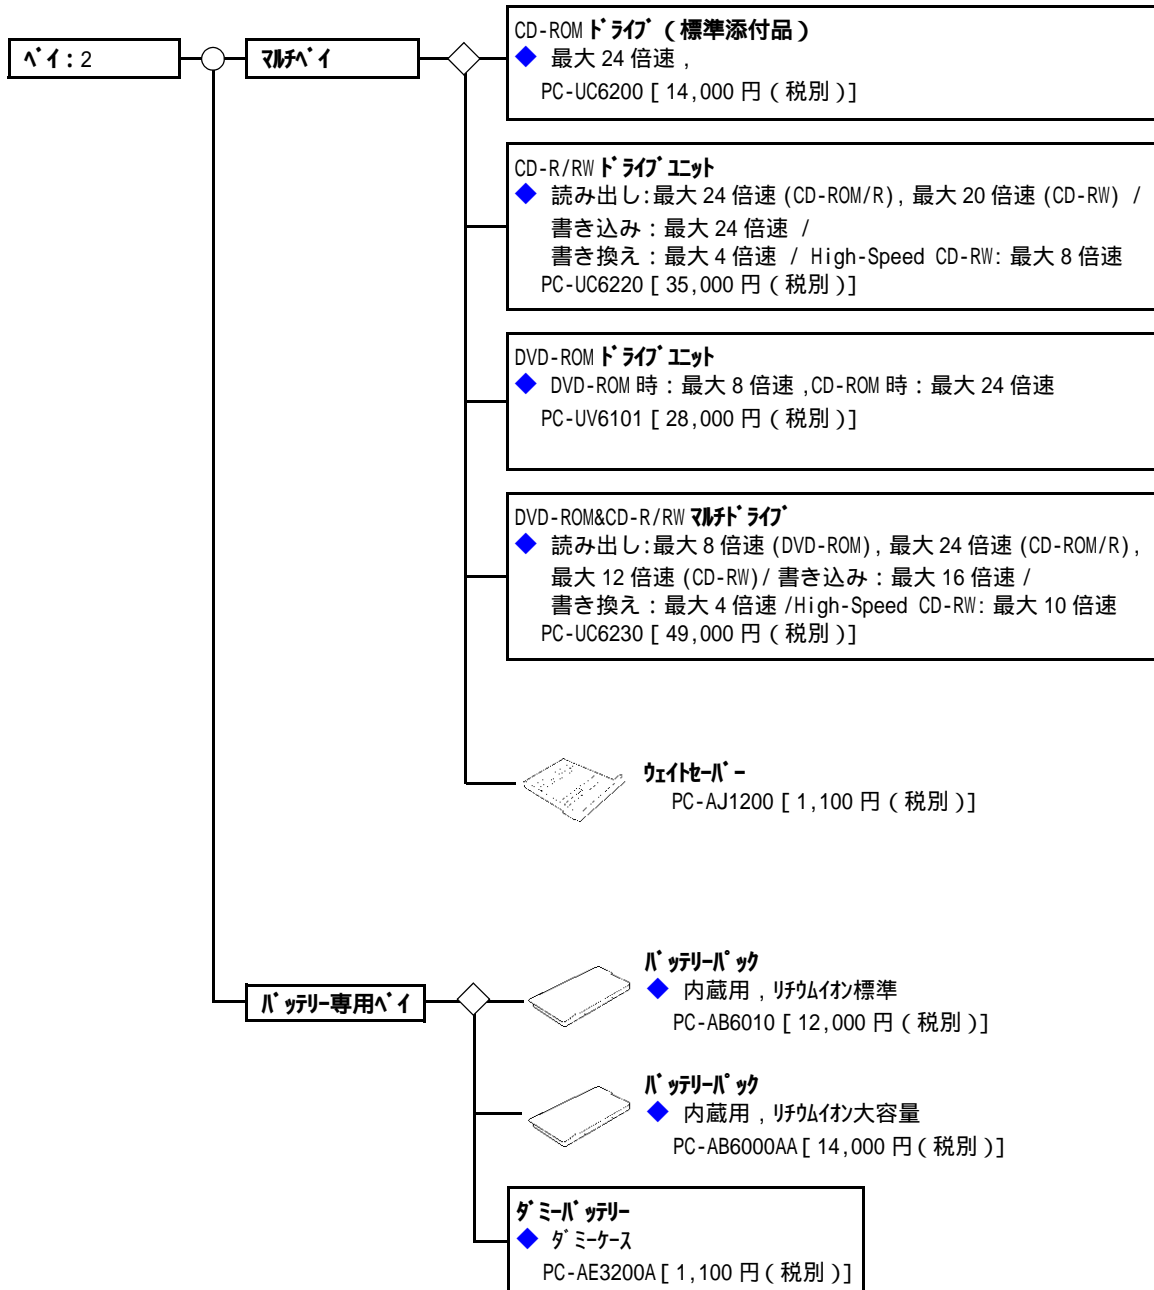 ﾍﾞｲ:2
ﾏﾙﾁﾍﾞｲ
CD-ROM ﾄﾞﾗｲﾌﾞ（標準添付品）
◆ 最大 24 倍速 ,
PC-UC6200 [ 14,000 円（税別）]
CD-R/RW ﾄﾞﾗｲﾌﾞﾕﾆｯﾄ
◆ 読み出し:最大 24 倍速 (CD-ROM/R), 最大 20 倍速 (CD-RW) /
書き込み：最大 24 倍速 /
書き換え：最大 4 倍速 / High-Speed CD-RW: 最大 8 倍速
PC-UC6220 [ 35,000 円（税別）]
DVD-ROM ﾄﾞﾗｲﾌﾞﾕﾆｯﾄ
◆ DVD-ROM 時：最大 8 倍速 ,CD-ROM 時：最大 24 倍速
PC-UV6101 [ 28,000 円（税別）]
DVD-ROM&CD-R/RW ﾏﾙﾁﾄﾞﾗｲﾌﾞ
◆ 読み出し:最大 8 倍速 (DVD-ROM), 最大 24 倍速 (CD-ROM/R),
最大 12 倍速 (CD-RW)/ 書き込み：最大 16 倍速 /
書き換え：最大 4 倍速 /High-Speed CD-RW: 最大 10 倍速
PC-UC6230 [ 49,000 円（税別）]
ｳｪｲﾄｾｰﾊﾞｰ
PC-AJ1200 [ 1,100 円（税別）]
ﾊﾞｯﾃﾘｰ専用ﾍﾞｲ
ﾊﾞｯﾃﾘｰﾊﾟｯｸ
◆ 内蔵用 , ﾘﾁｳﾑｲｵﾝ標準
PC-AB6010 [ 12,000 円（税別）]
ﾊﾞｯﾃﾘｰﾊﾟｯｸ
◆ 内蔵用 , ﾘﾁｳﾑｲｵﾝ大容量
PC-AB6000AA [ 14,000 円（税別）]
ﾀﾞﾐｰﾊﾞｯﾃﾘｰ
◆ ﾀﾞﾐｰｹｰｽ
PC-AE3200A [ 1,100 円（税別）]